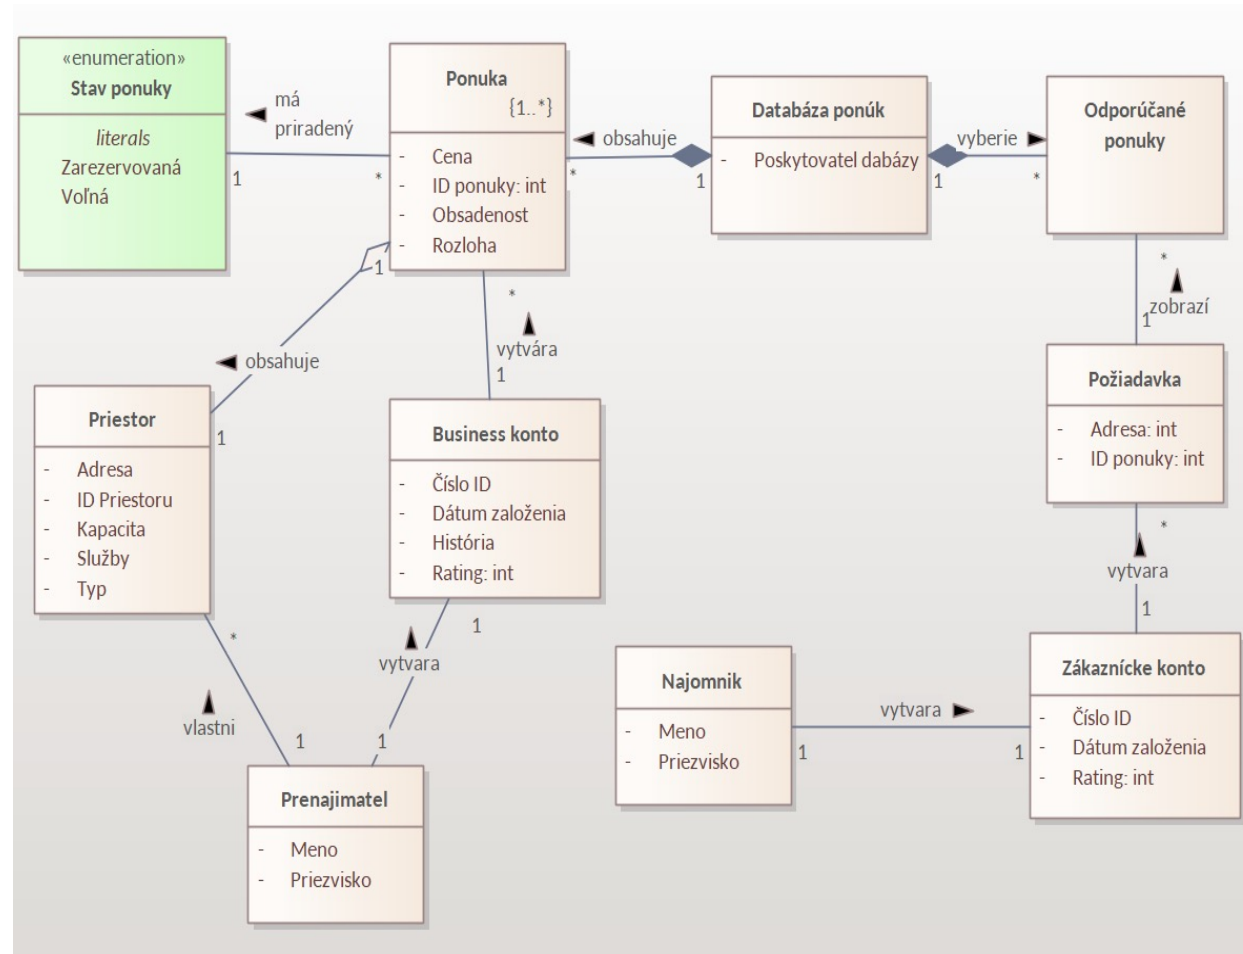 «enumeration»
Stav ponuky
literals
Zarezervovaná
Voľná
má
priradený
1
*
Ponuka
{1..*}
- Cena
- ID ponuky: int
- Obsadenost
- Rozloha
obsahuje
*
1
Databáza ponúk
- Poskytovatel dabázy
vyberie
1
*
Odporúčané
ponuky
1
obsahuje
1
*
vytvára
1
*
zobrazí
1
Priestor
- Adresa
- ID Priestoru
- Kapacita
- Služby
- Typ
Business konto
- Číslo ID
- Dátum založenia
- História
- Rating: int
Požiadavka
- Adresa: int
- ID ponuky: int
*
vlastni
1
1
vytvara
1
*
vytvara
1
Najomnik
- Meno
- Priezvisko
vytvara
1
1
Zákaznícke konto
- Číslo ID
- Dátum založenia
- Rating: int
Prenajimatel
- Meno
- Priezvisko